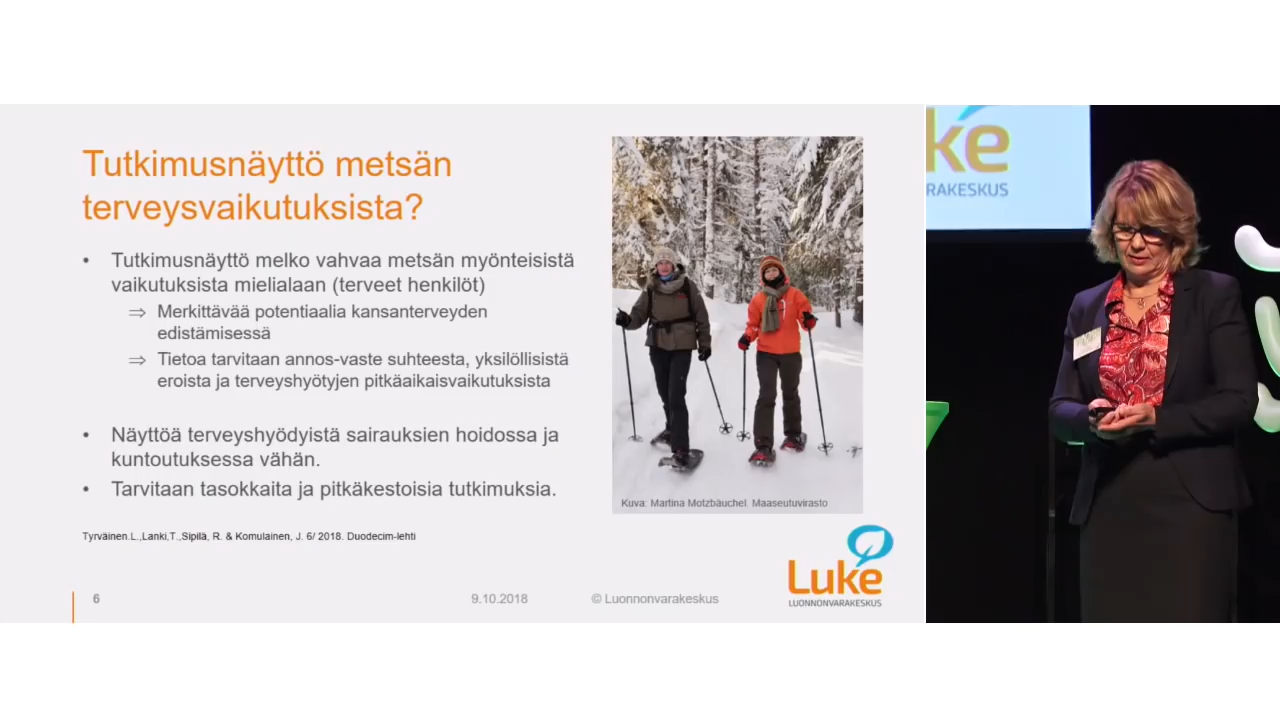 Tutkimusnäyttö metsän
terveysvaikutuksista?
• Tutkimusnäyttö melko vahvaa metsän myönteisistä
vaikutuksista mielialaan (terveet henkilöt)
⇒ Merkittävää potentiaalia kansanterveyden
edistämisessä
⇒ Tietoa tarvitaan annos-vaste suhteesta, yksilöllisistä
eroista ja terveyshyötyjen pitkäaikaisvaikutuksista
• Näyttöä terveyshyödyistä sairauksien hoidossa ja
kuntoutuksessa vähän.
• Tarvitaan tasokkaita ja pitkäkestoisia tutkimuksia.
Kuva: Martina Motzbäuchel. Maaseutuvirasto
Tyrväinen.L.,Lanki,T.,Sipilä, R. & Komulainen, J. 6/ 2018. Duodecim-lehti
6
9.10.2018
© Luonnonvarakeskus
Luke
LUONNONVARAKESKUS
ke
VARAKESKUS